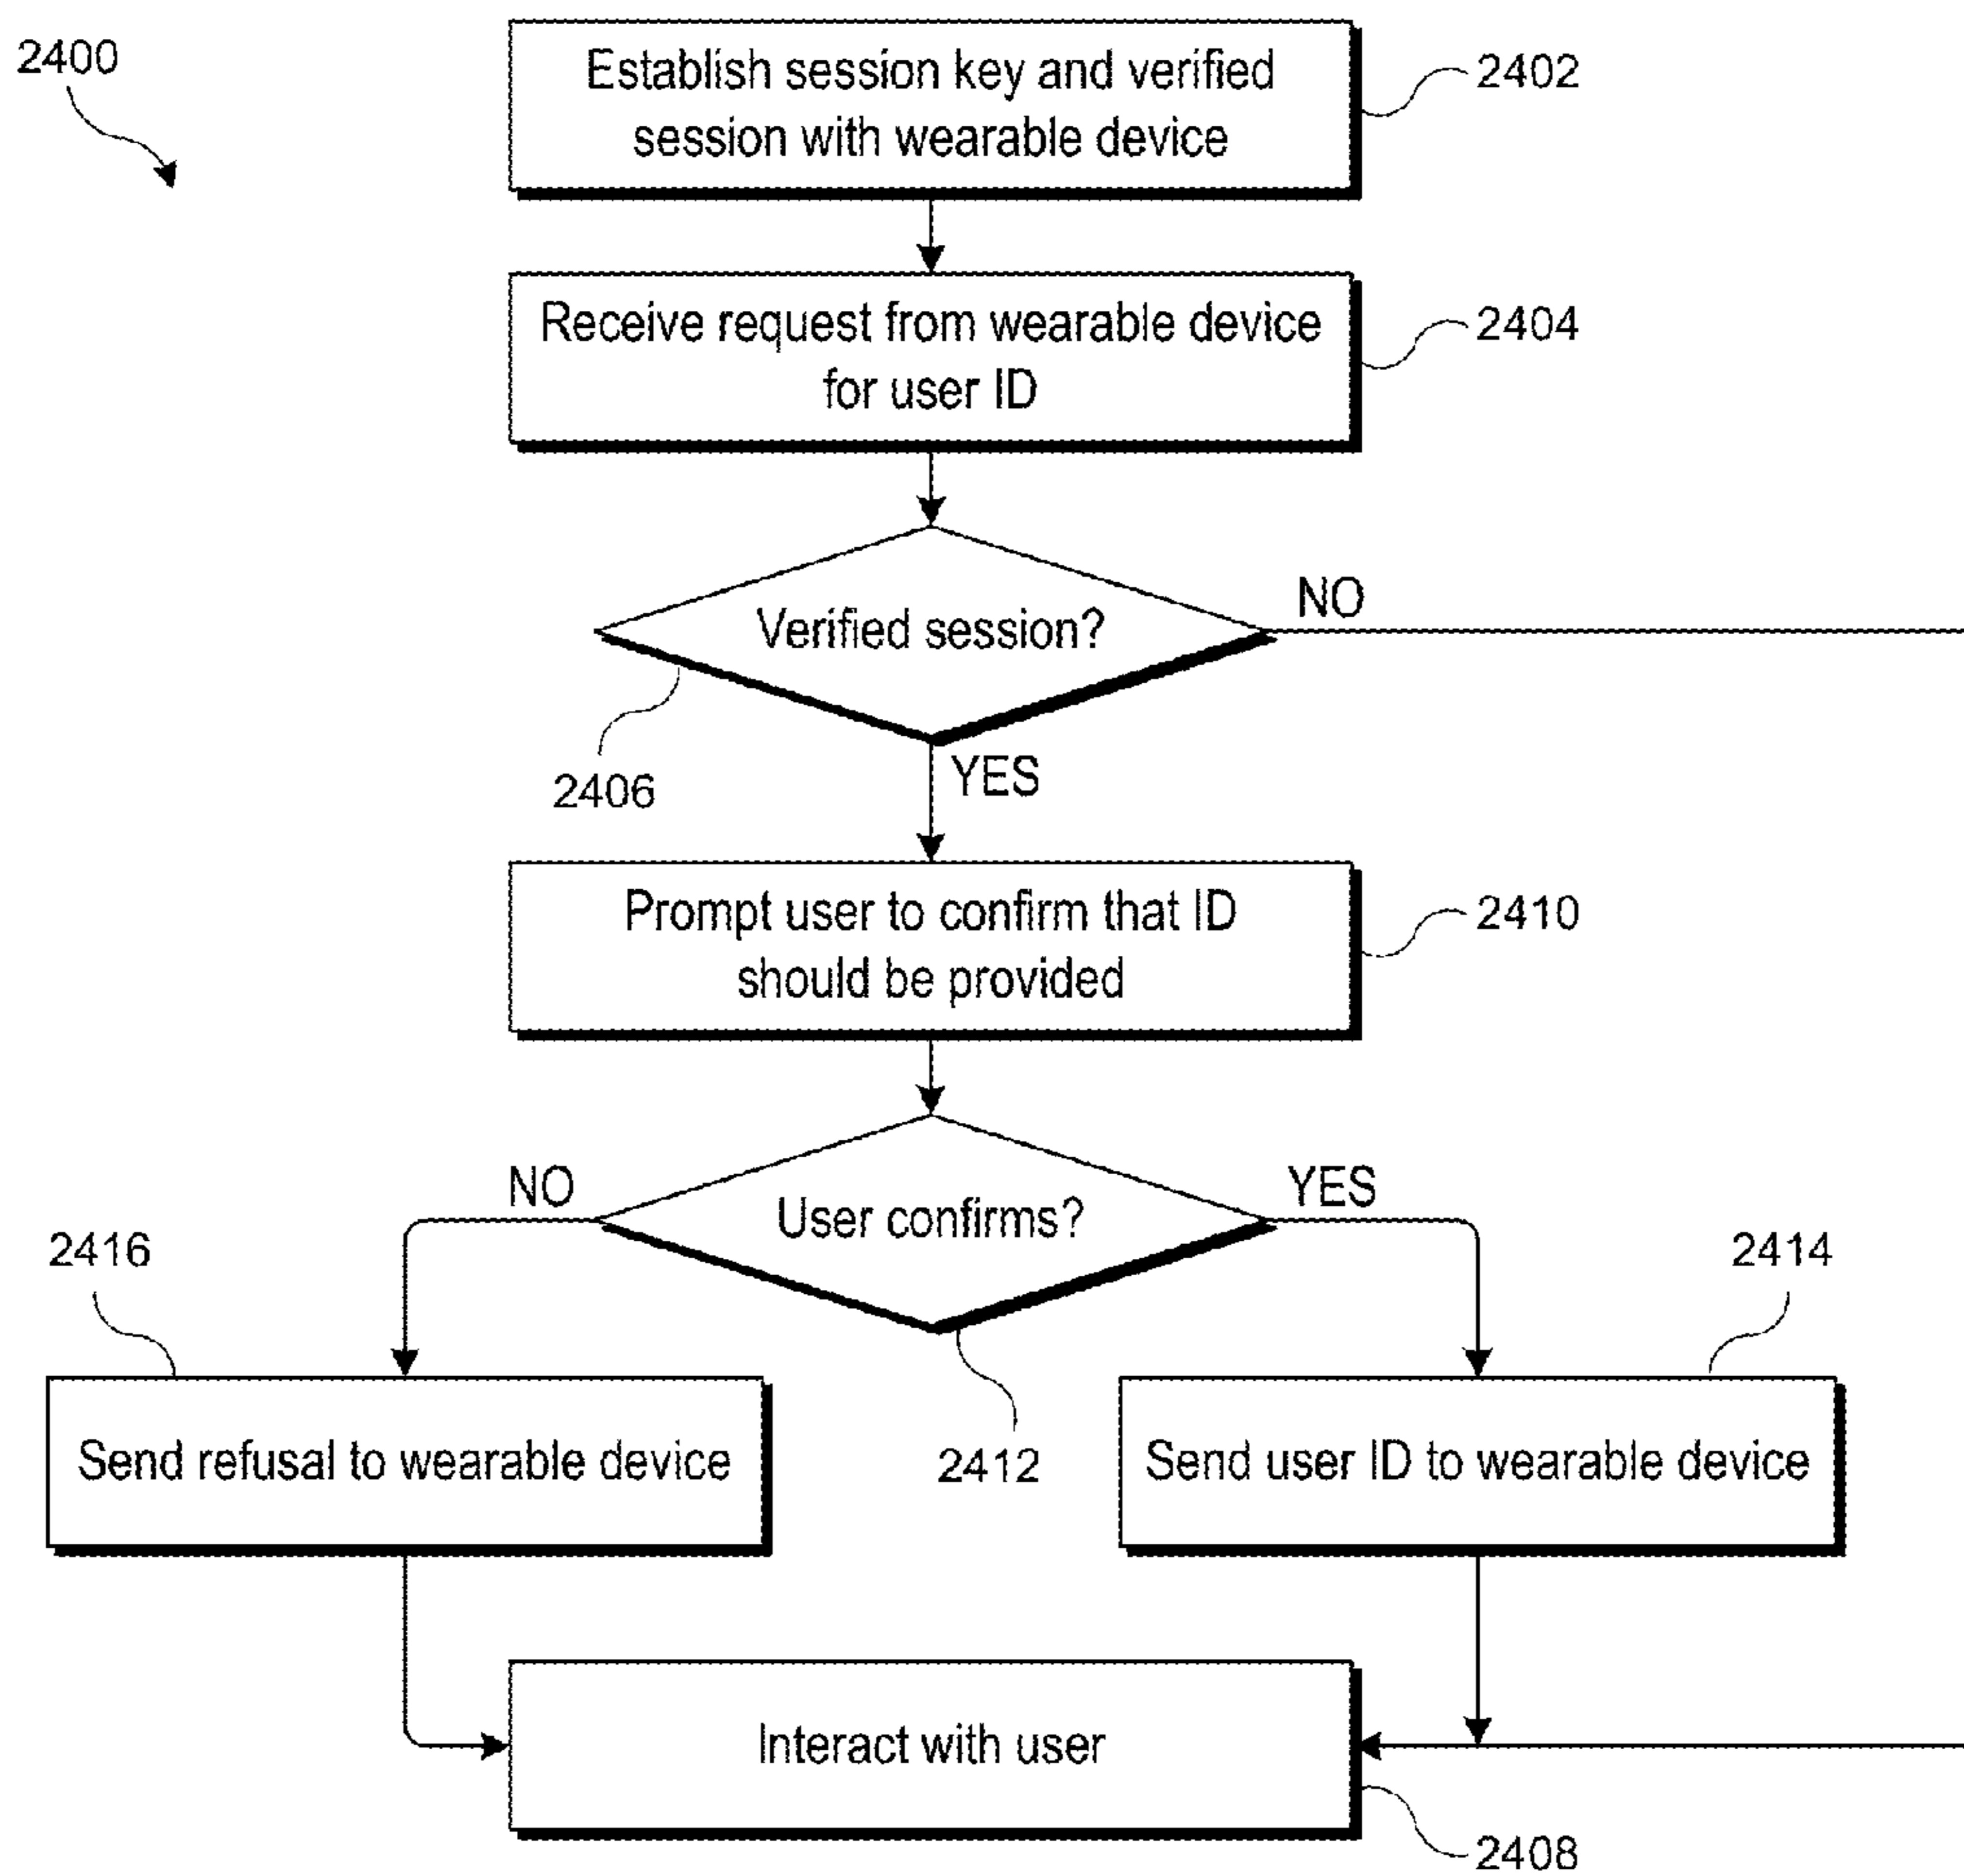 2400
Establish session key and verified
session with wearable device
2402
Receive request from wearable device
for user ID
2404
Verified session?
NO
2406
YES
Prompt user to confirm that ID
should be provided
2410
NO
User confirms?
YES
2416
2414
Send refusal to wearable device
2412
Send user ID to wearable device
Interact with user
2408